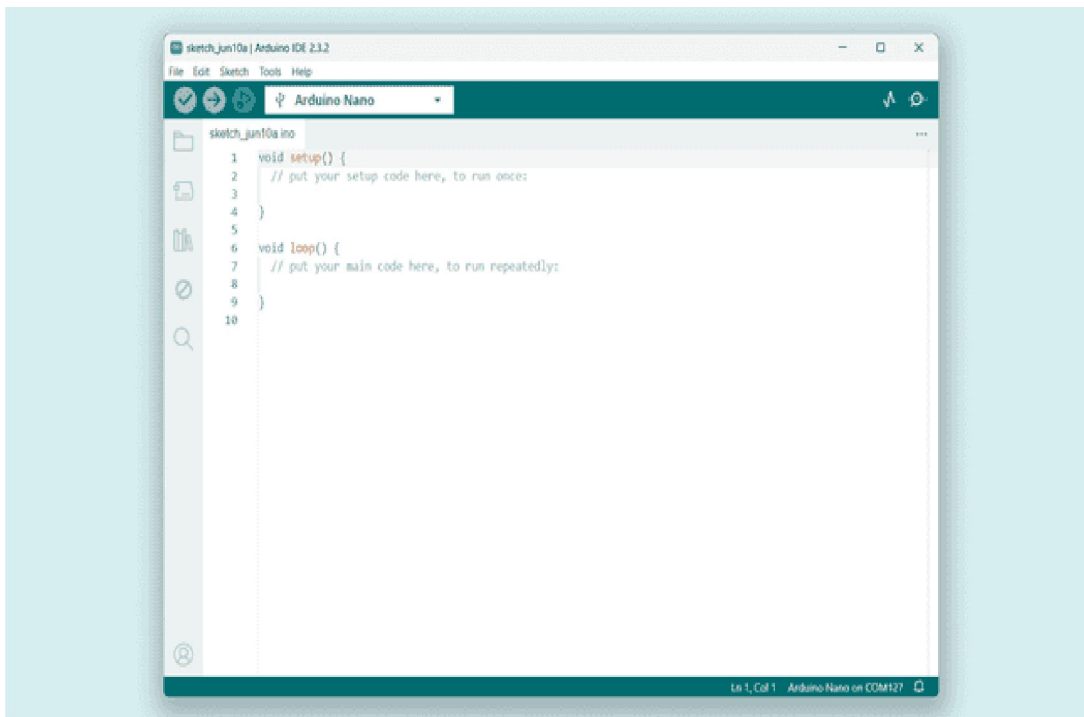 sketch_jun10a | Arduino IDE 2.3.2
File Edit Sketch Tools Help
Arduino Nano
sketch_jun10a.ino
1 void setup() {
2 // put your setup code here, to run once:
3
4 }
5
6 void loop() {
7 // put your main code here, to run repeatedly:
8
9 }
10
Ln 1, Col 1 Arduino Nano on COM127